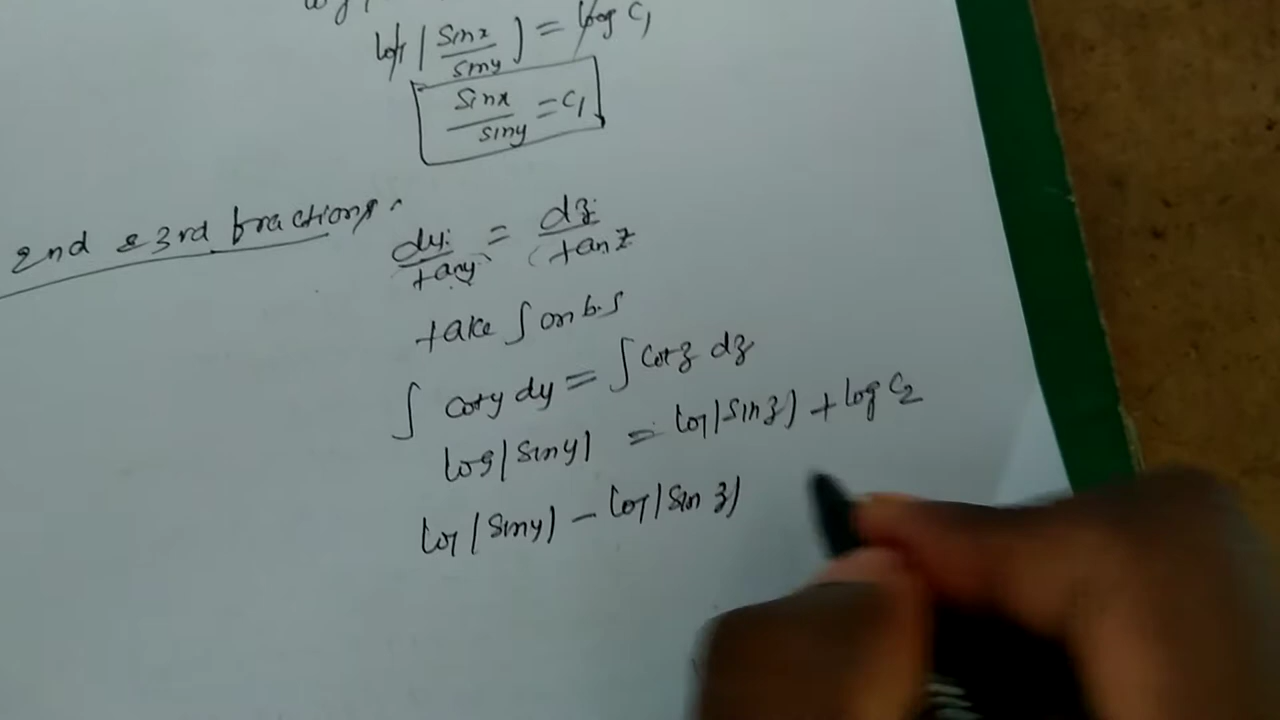 log | sinx / siny | = log c1
sinx / siny = c1
2nd & 3rd fractions.
dy / tany = dz / tanz
take ∫ on b.s
∫ coty dy = ∫ cotz dz
log|siny| = log|sinz| + log c2
log|siny| - log|sinz|